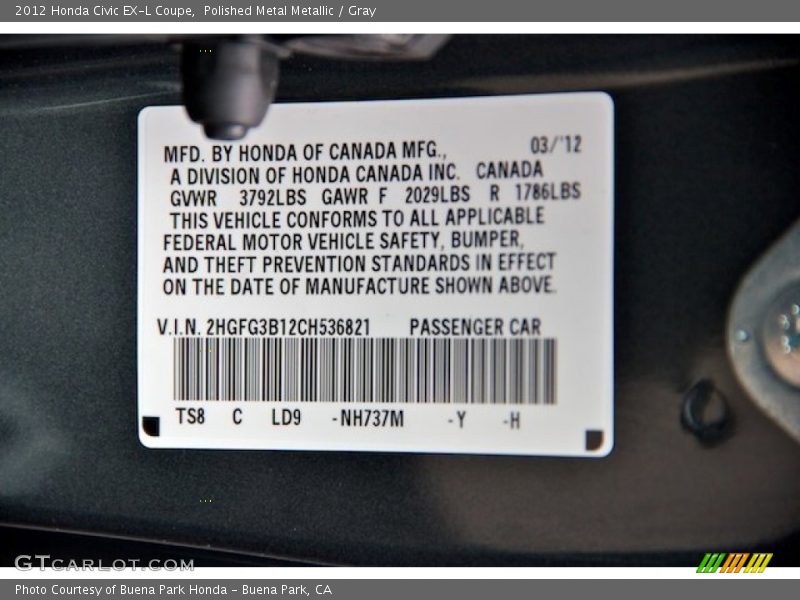 2012 Honda Civic EX-L Coupe,  Polished Metal Metallic / Gray
03/'12
MFD. BY HONDA OF CANADA MFG.,
A DIVISION OF HONDA CANADA INC.  CANADA
GVWR  3792LBS  GAWR F  2029LBS  R  1786LBS
THIS VEHICLE CONFORMS TO ALL APPLICABLE
FEDERAL MOTOR VEHICLE SAFETY, BUMPER,
AND THEFT PREVENTION STANDARDS IN EFFECT
ON THE DATE OF MANUFACTURE SHOWN ABOVE.
V.I.N. 2HGFG3B12CH536821  PASSENGER CAR
TS8  C  LD9  -NH737M  -Y  -H
GTCARLOT.COM
Photo Courtesy of Buena Park Honda - Buena Park, CA